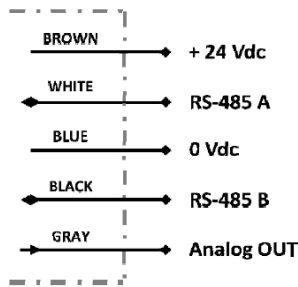 BROWN + 24 Vdc
WHITE RS-485 A
BLUE 0 Vdc
BLACK RS-485 B
GRAY Analog OUT